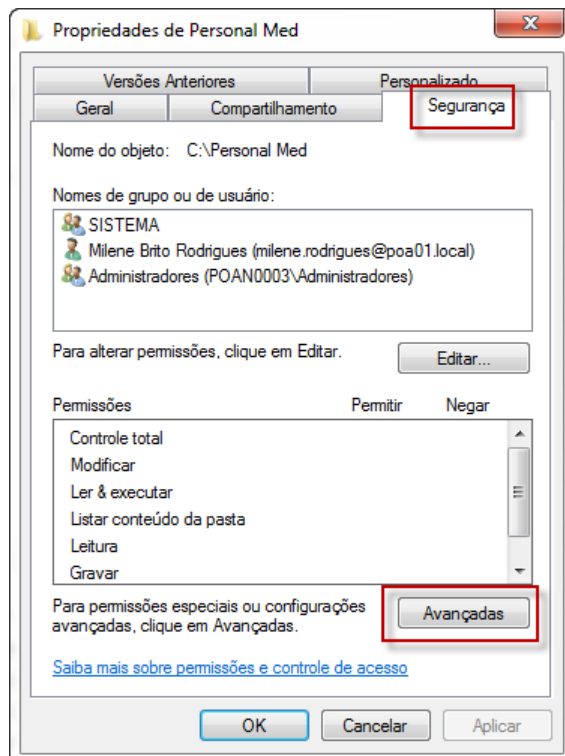 Propriedades de Personal Med
Versões Anteriores
Personalizado
Geral
Compartilhamento
Segurança
Nome do objeto: C:\Personal Med
Nomes de grupo ou de usuário:
SISTEMA
Milene Brito Rodrigues (milene.rodrigues@poa01.local)
Administradores (POAN0003\Administradores)
Para alterar permissões, clique em Editar.
Editar...
Permissões Permitir Negar
Controle total
Modificar
Ler & executar
Listar conteúdo da pasta
Leitura
Gravar
Para permissões especiais ou configurações
avançadas, clique em Avançadas.
Avançadas
Saiba mais sobre permissões e controle de acesso
OK Cancelar Aplicar